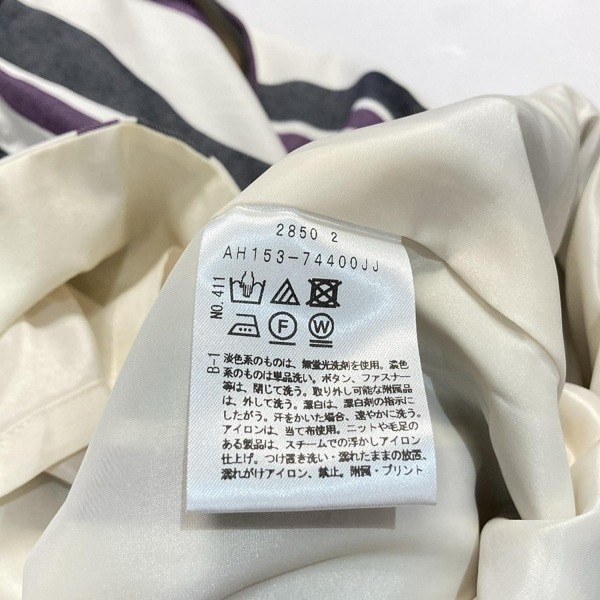 2850 2
AH153-74400JJ
NO.411
F
W
B-1
淡色系のものは、無蛍光洗剤を使用。濃色
系のものは単品洗い。ボタン、ファスナー
等は、閉じて洗う。取り外し可能な附属品
は、外して洗う。漂白は、漂白剤の指示に
したがう。汗をかいた場合、速やかに洗う。
アイロンは、当て布使用。ニットや毛足の
ある製品は、スチームでの浮かしアイロン
仕上げ。つけ置き洗い・濡れたままの放置、
濡れがけアイロン、禁止。附属・プリント